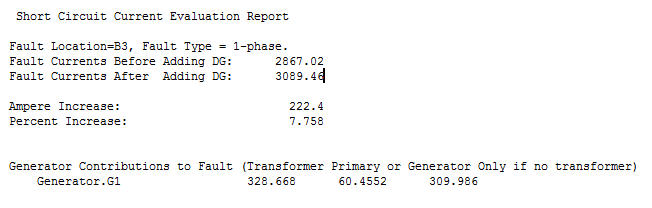 Short Circuit Current Evaluation Report
Fault Location=B3, Fault Type = 1-phase.
Fault Currents Before Adding DG: 2867.02
Fault Currents After Adding DG: 3089.46
Ampere Increase: 222.4
Percent Increase: 7.758
Generator Contributions to Fault (Transformer Primary or Generator Only if no transformer)
Generator.G1 328.668 60.4552 309.986